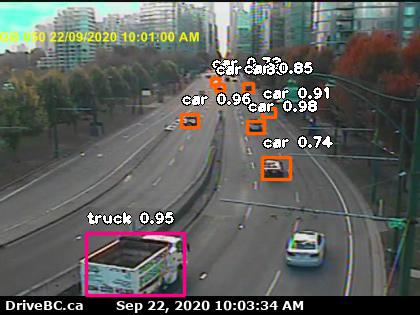 050 22/09/2020 10:01:00 AM
car 0.85
car 0.91
car 0.96
car 0.98
car 0.74
truck 0.95
DriveBC.ca Sep 22, 2020 10:03:34 AM